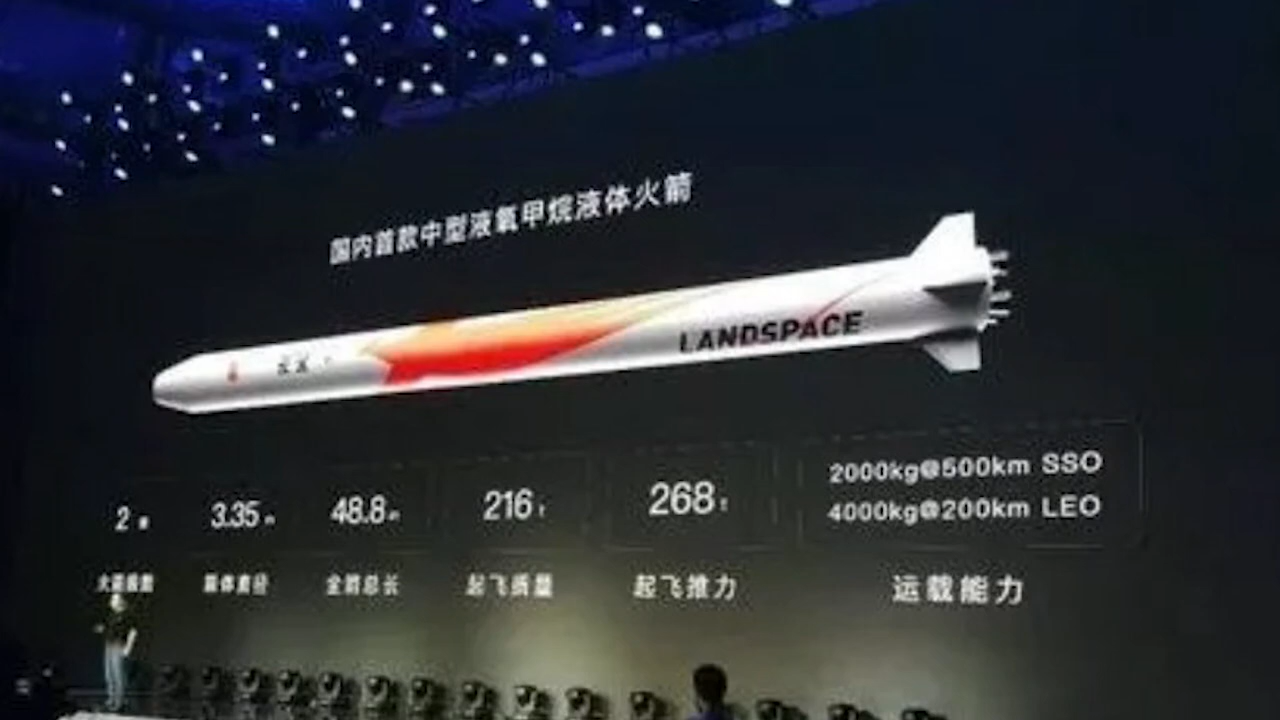 国内首款中型液氧甲烷液体火箭
LANDSPACE
2 3.35 m 48.8 m 216 t 268 t
2000kg@500km SSO
4000kg@200km LEO
火箭级数 箭体直径 全箭总长 起飞质量 起飞推力 运载能力